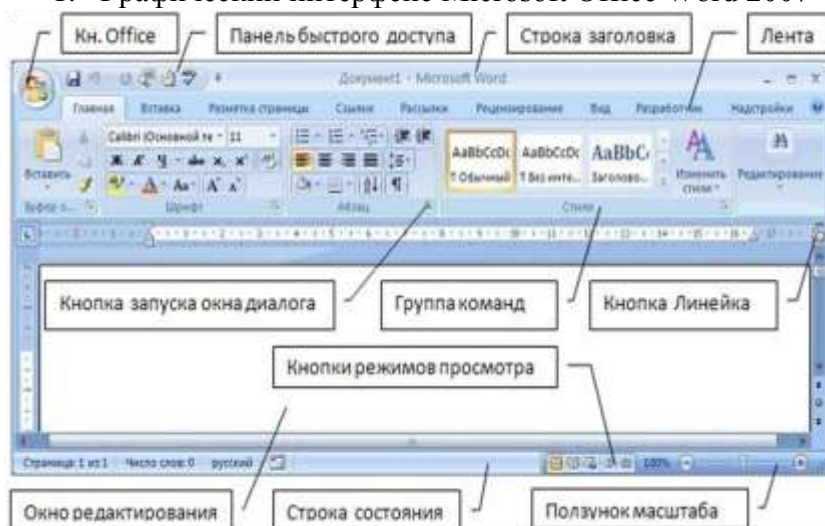 1. Графический интерфейс Microsoft Office Word 2007
Кн. Office
Панель быстрого доступа
Строка заголовка
Лента
Документ1 - Microsoft Word
Главная Вставка Разметка страницы Ссылки Рассылки Рецензирование Вид Разработчик Надстройки
Calibri (Основной те 11
AaBbCcDc AaBbCcDc AaBbC
Вставить
¶ Обычный ¶ Без инте... Заголово...
Изменить стили
Редактирование
Буфер о... Шрифт Абзац Стили
Кнопка запуска окна диалога
Группа команд
Кнопка Линейка
Кнопки режимов просмотра
Страница: 1 из 1 Число слов: 0 русский 100%
Окно редактирования
Строка состояния
Ползунок масштаба